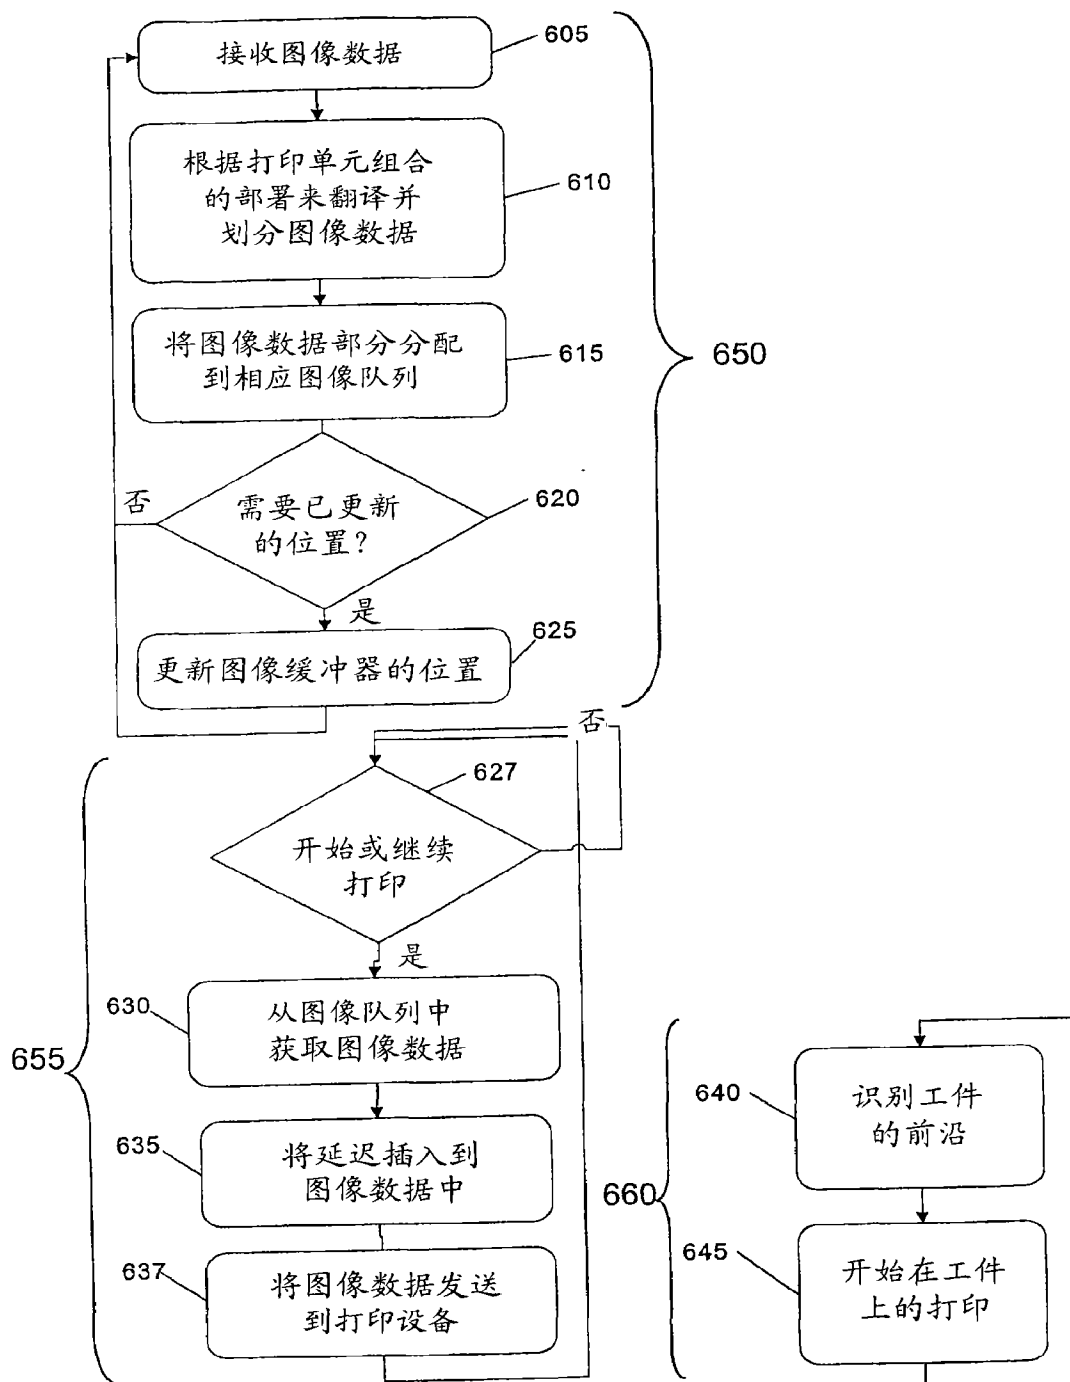 接收图像数据
605
根据打印单元组合
的部署来翻译并
划分图像数据
610
将图像数据部分分配
到相应图像队列
615
650
否
需要已更新
的位置?
620
是
625
更新图像缓冲器的位置
否
627
开始或继续
打印
是
630
从图像队列中
获取图像数据
655
635
将延迟插入到
图像数据中
637
将图像数据发送
到打印设备
640
识别工件
的前沿
660
645
开始在工件
上的打印